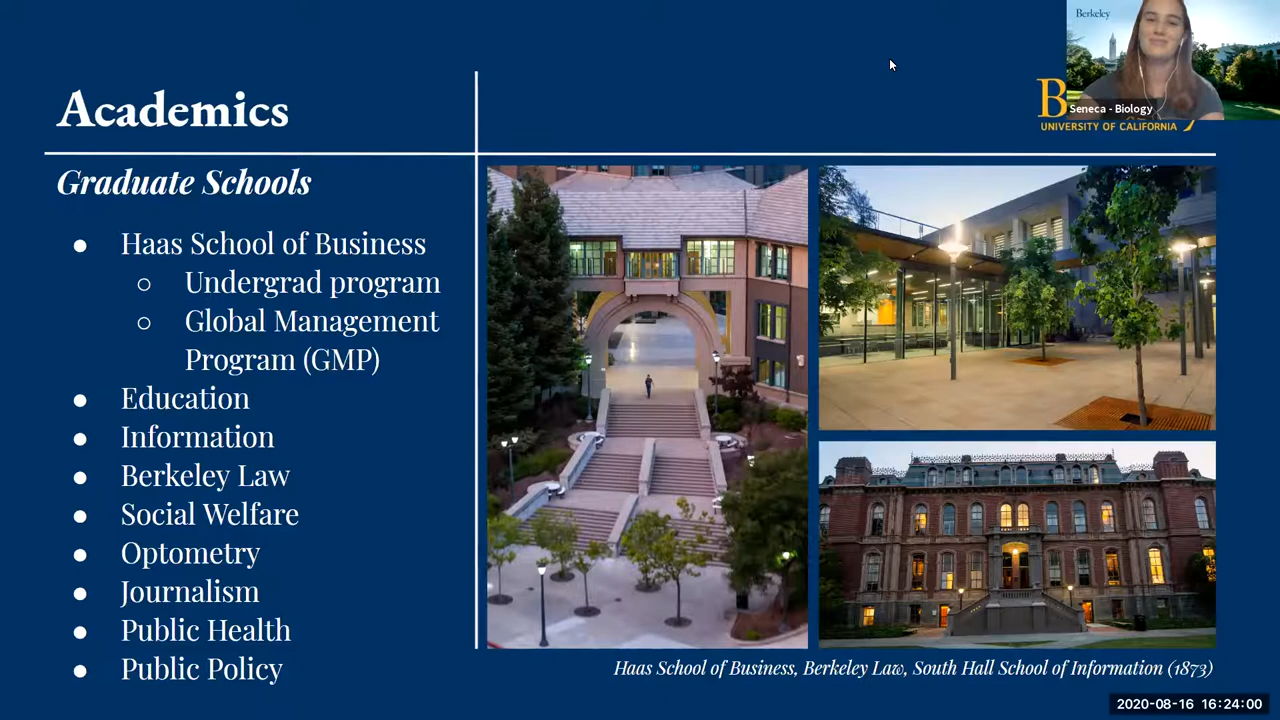 Berkeley
Seneca - Biology
B
UNIVERSITY OF CALIFORNIA
Academics
Graduate Schools
● Haas School of Business
○ Undergrad program
○ Global Management
Program (GMP)
● Education
● Information
● Berkeley Law
● Social Welfare
● Optometry
● Journalism
● Public Health
● Public Policy
Haas School of Business, Berkeley Law, South Hall School of Information (1873)
2020-08-16 16:24:00